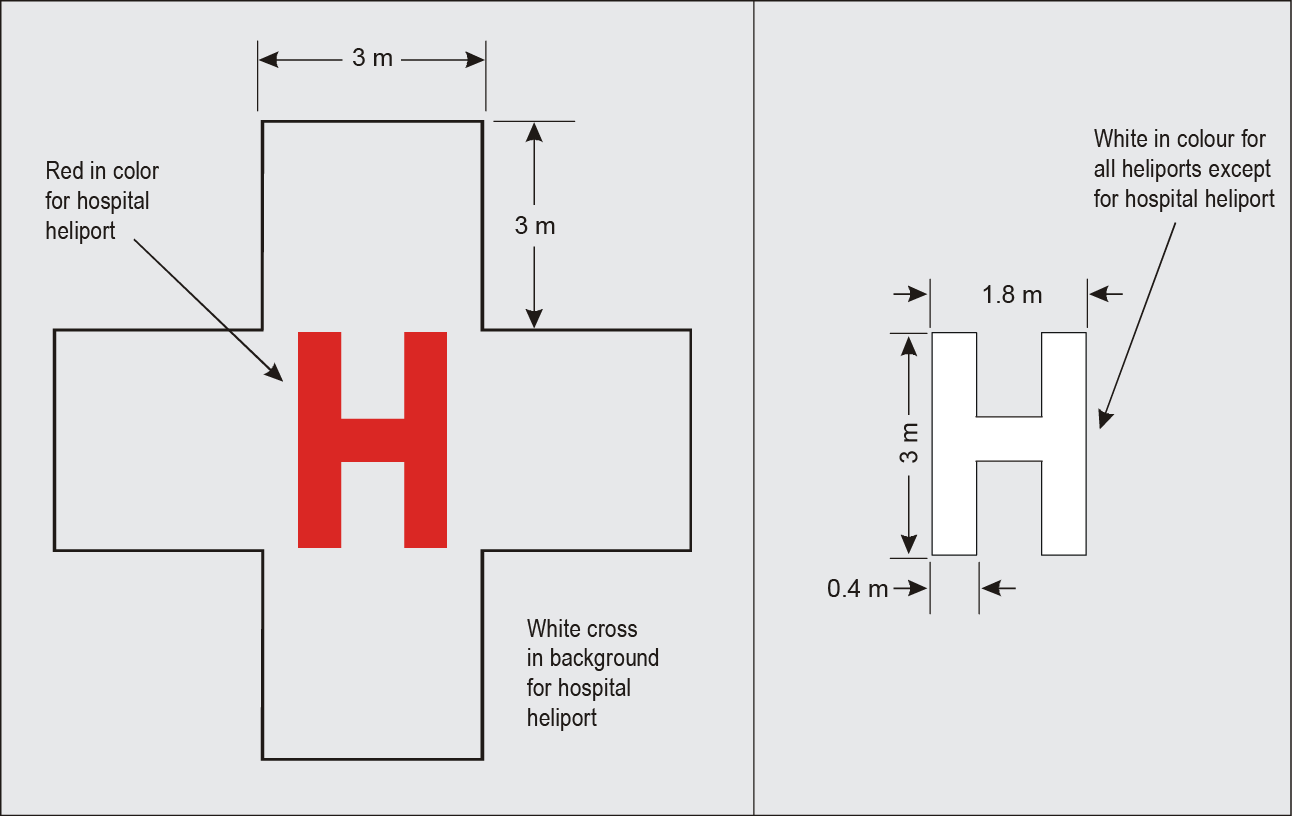 3 m
Red in color
for hospital
heliport
3 m
H
White cross
in background
for hospital
heliport
White in colour for
all heliports except
for hospital heliport
1.8 m
3 m
H
0.4 m